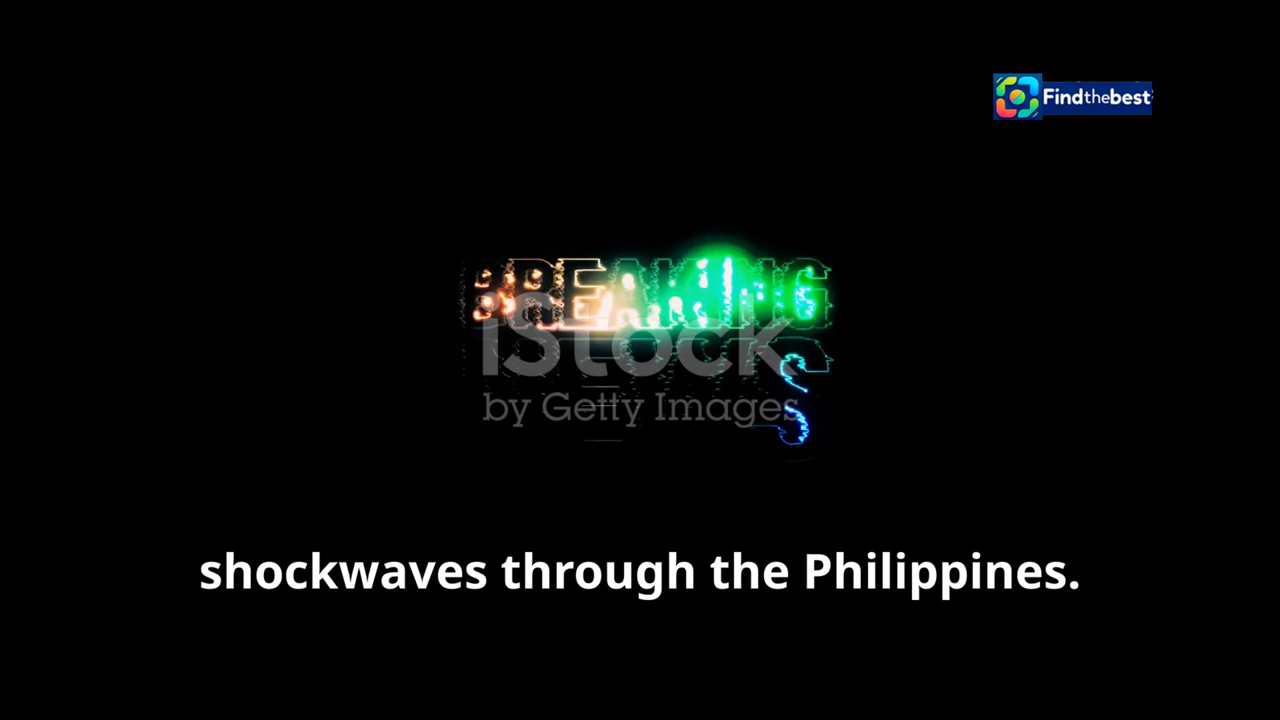 Findthebest
BREAKING
iStock
by Getty Images
shockwaves through the Philippines.